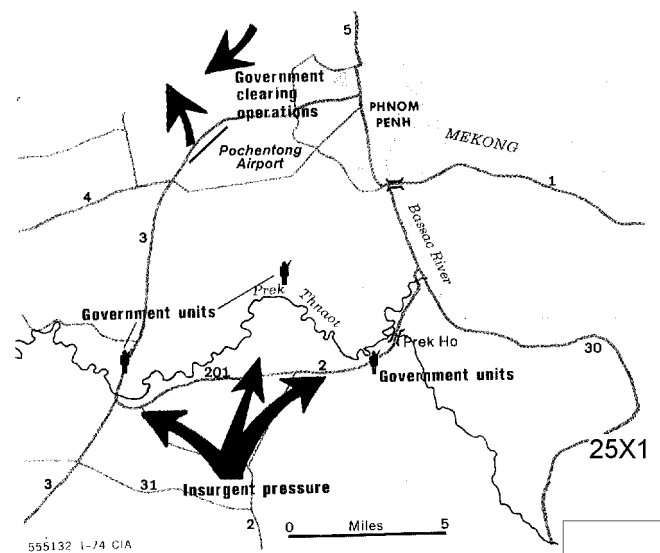 5
Government
clearing
operations
PHNOM
PENH
MEKONG
Pochentong
Airport
4
1
3
Bassac River
Prek Thnaot
Government units
Prek Ho
30
201
2
Government units
25X1
3
31
Insurgent pressure
2
0 Miles 5
555132 1-74 CIA